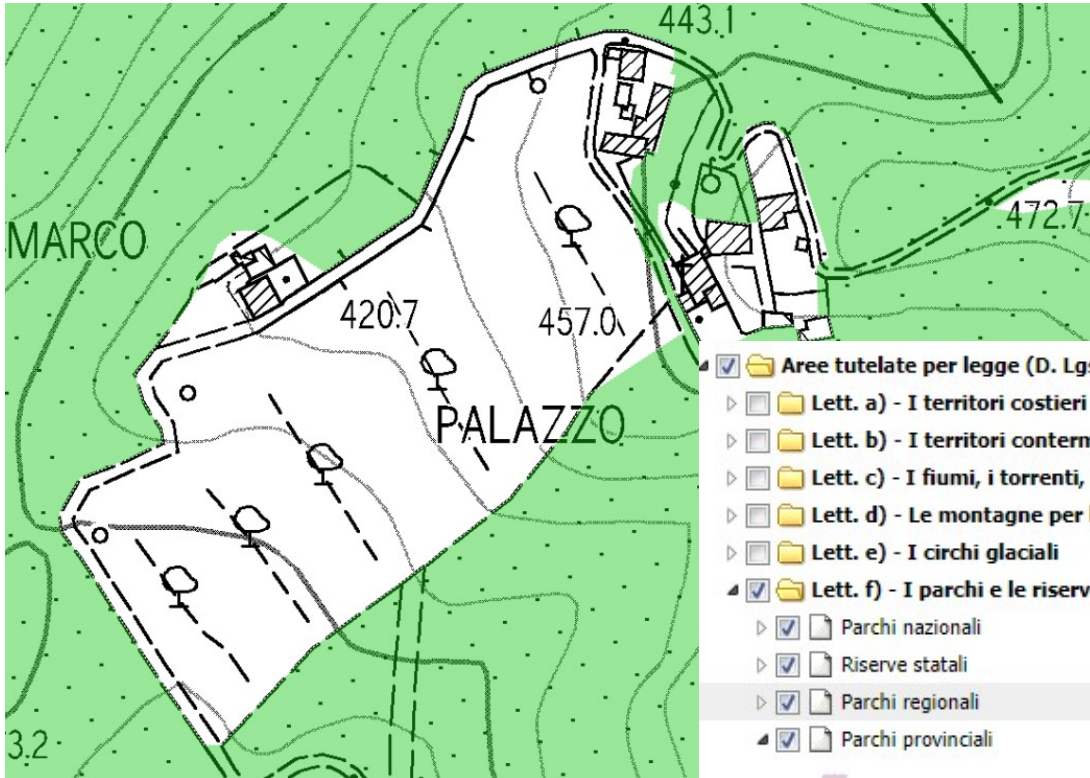 443.1
472.7
MARCO
420.7
457.0
PALAZZO
3.2
Aree tutelate per legge (D. Lgs
Lett. a) - I territori costieri
Lett. b) - I territori contern
Lett. c) - I fiumi, i torrenti,
Lett. d) - Le montagne per
Lett. e) - I circhi glaciali
Lett. f) - I parchi e le riserv
Parchi nazionali
Riserve statali
Parchi regionali
Parchi provinciali